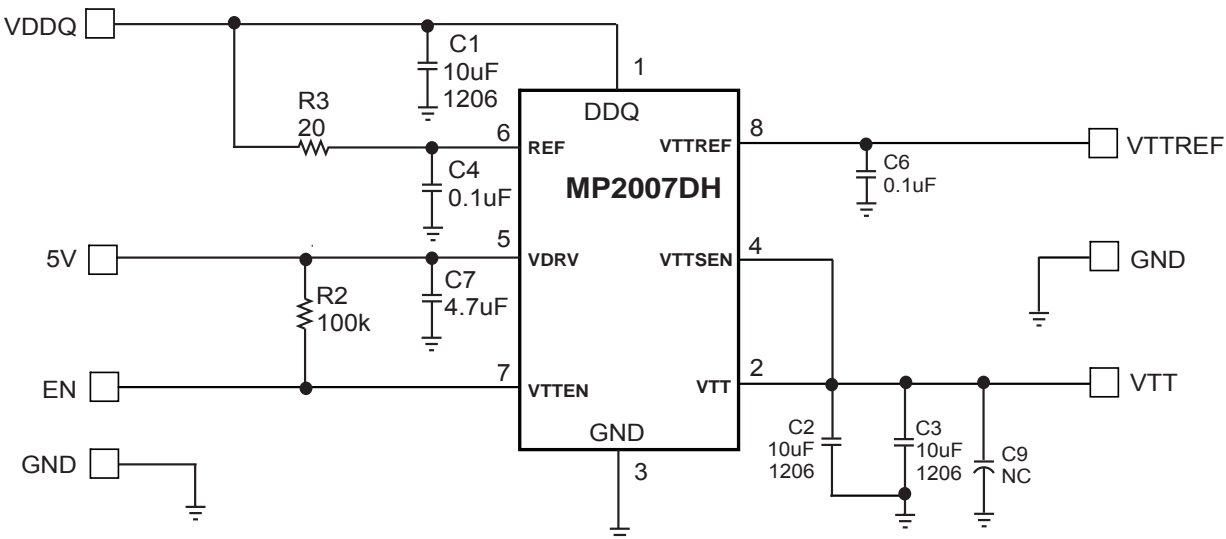 VDDQ
C1
10uF
1206
1
R3
20
DDQ
6
REF
VTTREF
8
VTTREF
C4
0.1uF
MP2007DH
C6
0.1uF
5V
5
VDRV
VTTSEN
4
GND
R2
100k
C7
4.7uF
EN
7
VTTEN
VTT
2
VTT
GND
C2
10uF
1206
C3
10uF
1206
C9
NC
GND
3